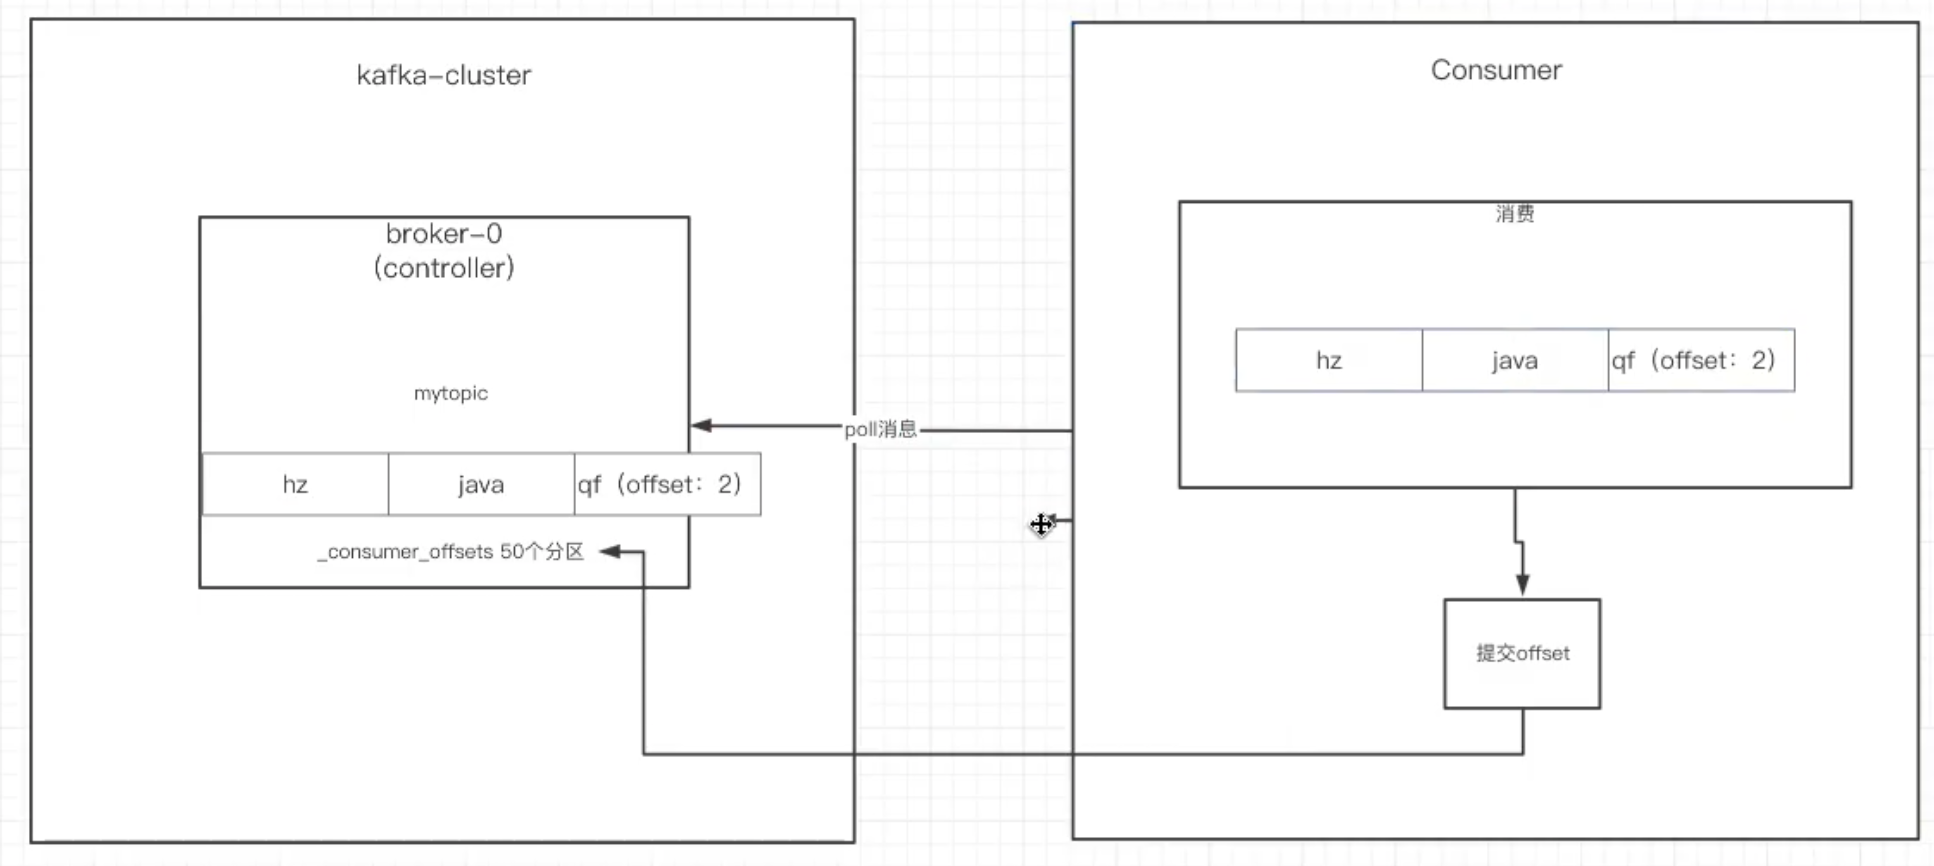 kafka-cluster
broker-0
(controller)
mytopic
hz
java
qf（offset：2）
_consumer_offsets 50个分区
poll消息
Consumer
消费
hz
java
qf（offset：2）
提交offset